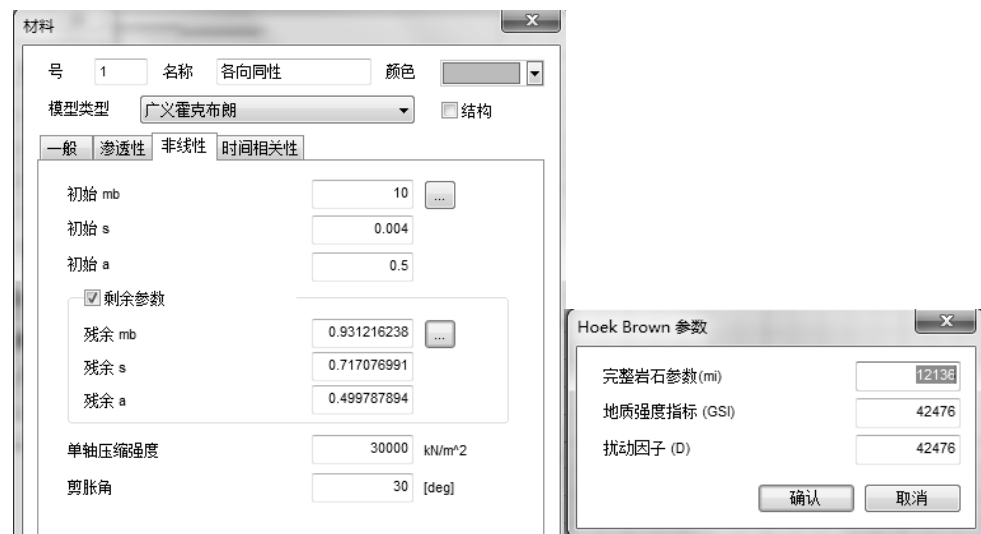 材料
号 1 名称 各向同性 颜色
模型类型 广义霍克布朗 结构
一般 渗透性 非线性 时间相关性
初始 mb 10 ...
初始 s 0.004
初始 a 0.5
剩余参数
残余 mb 0.931216238 ...
残余 s 0.717076991
残余 a 0.499787894
单轴压缩强度 30000 kN/m^2
剪胀角 30 [deg]
Hoek Brown 参数
完整岩石参数(mi) 12136
地质强度指标 (GSI) 42476
扰动因子 (D) 42476
确认 取消